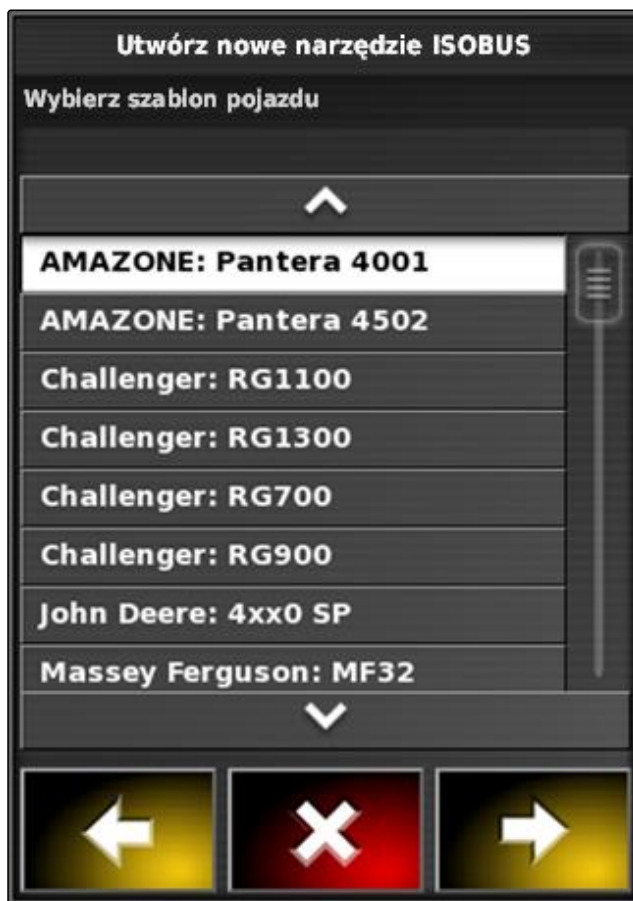 Utwórz nowe narzędzie ISOBUS
Wybierz szablon pojazdu
AMAZONE: Pantera 4001
AMAZONE: Pantera 4502
Challenger: RG1100
Challenger: RG1300
Challenger: RG700
Challenger: RG900
John Deere: 4xx0 SP
Massey Ferguson: MF32